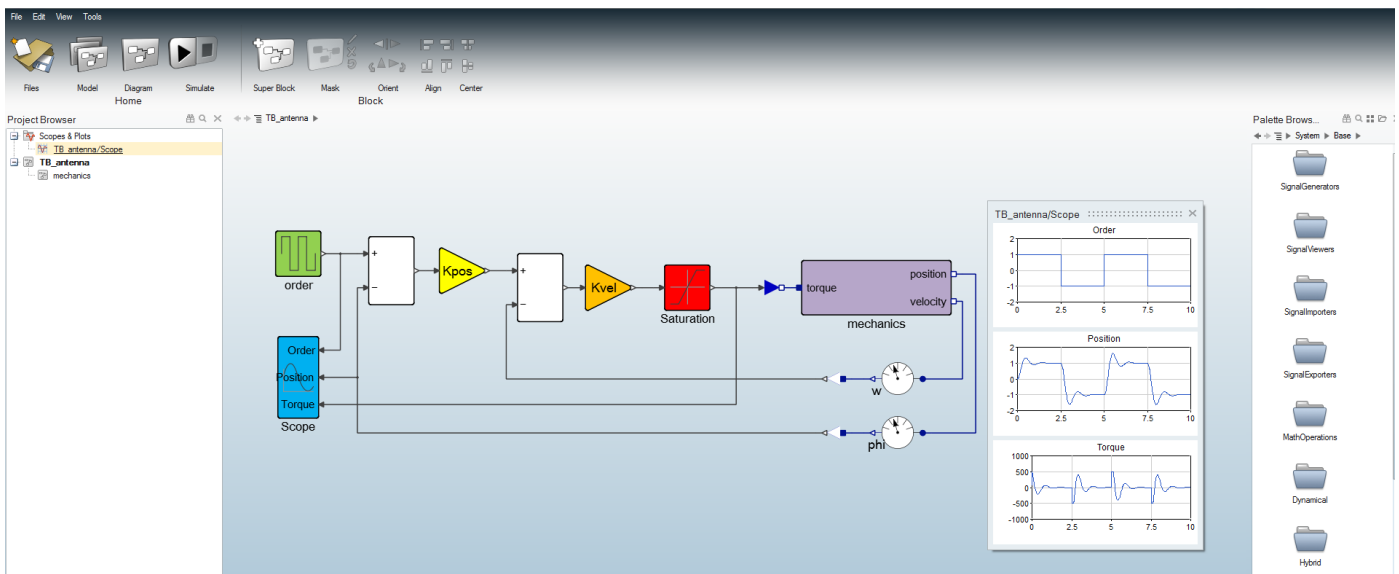 File Edit View Tools
Files Model Diagram Simulate Super Block Mask Orient Align Center
Home Block
Project Browser
TB_antenna
Palette Brows...
Scopes & Plots
TB_antenna/Scope
TB_antenna
mechanics
System Base
SignalGenerators
SignalViewers
SignalImporters
SignalExporters
MathOperations
Dynamical
Hybrid
order
+
−
Kpos
+
−
Kvel
Saturation
torque
position
velocity
mechanics
Order
Position
Torque
Scope
w
phi
TB_antenna/Scope
Order
2
1
0
-1
-2
0 2.5 5 7.5 10
Position
2
1
0
-1
-2
0 2.5 5 7.5 10
Torque
1000
500
0
-500
-1000
0 2.5 5 7.5 10